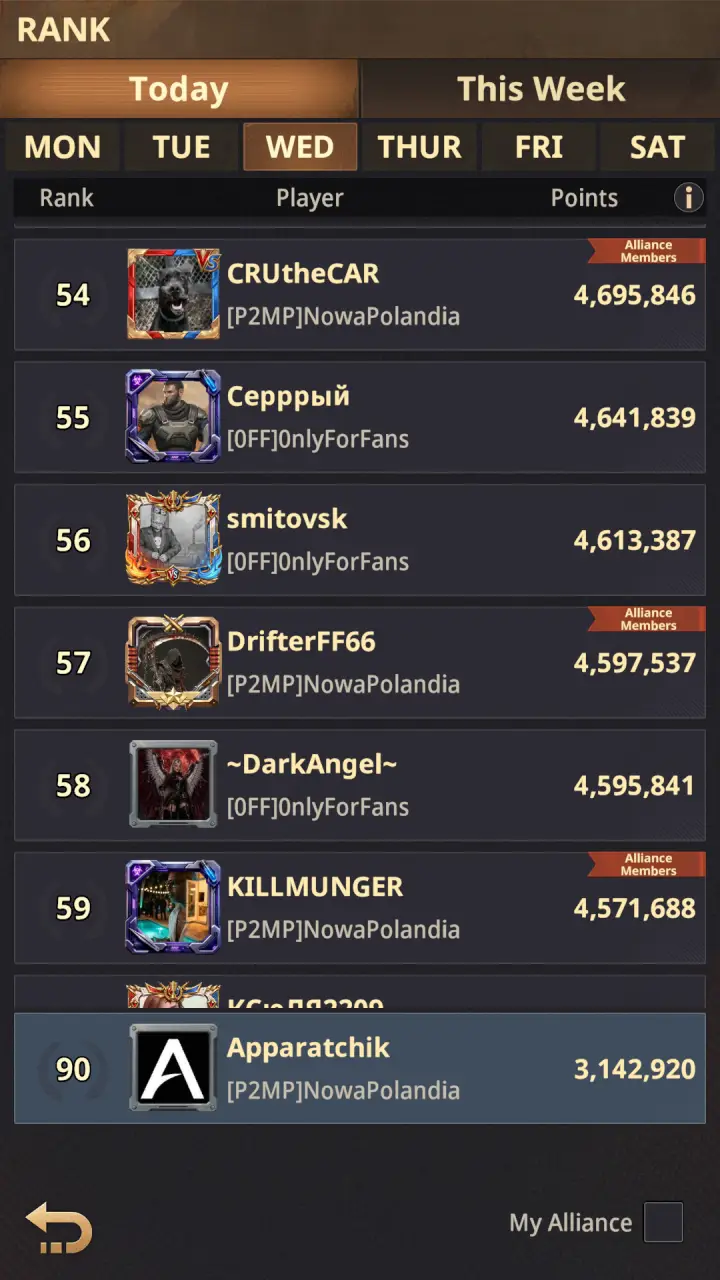 RANK
Today
This Week
MON
TUE
WED
THUR
FRI
SAT
Rank
Player
Points
54
CRUtheCAR
[P2MP]NowaPolandia
Alliance
Members
4,695,846
55
Серррый
[0FF]0nlyForFans
4,641,839
56
smitovsk
[0FF]0nlyForFans
4,613,387
57
DrifterFF66
[P2MP]NowaPolandia
Alliance
Members
4,597,537
58
~DarkAngel~
[0FF]0nlyForFans
4,595,841
59
KILLMUNGER
[P2MP]NowaPolandia
Alliance
Members
4,571,688
90
Apparatchik
[P2MP]NowaPolandia
3,142,920
My Alliance